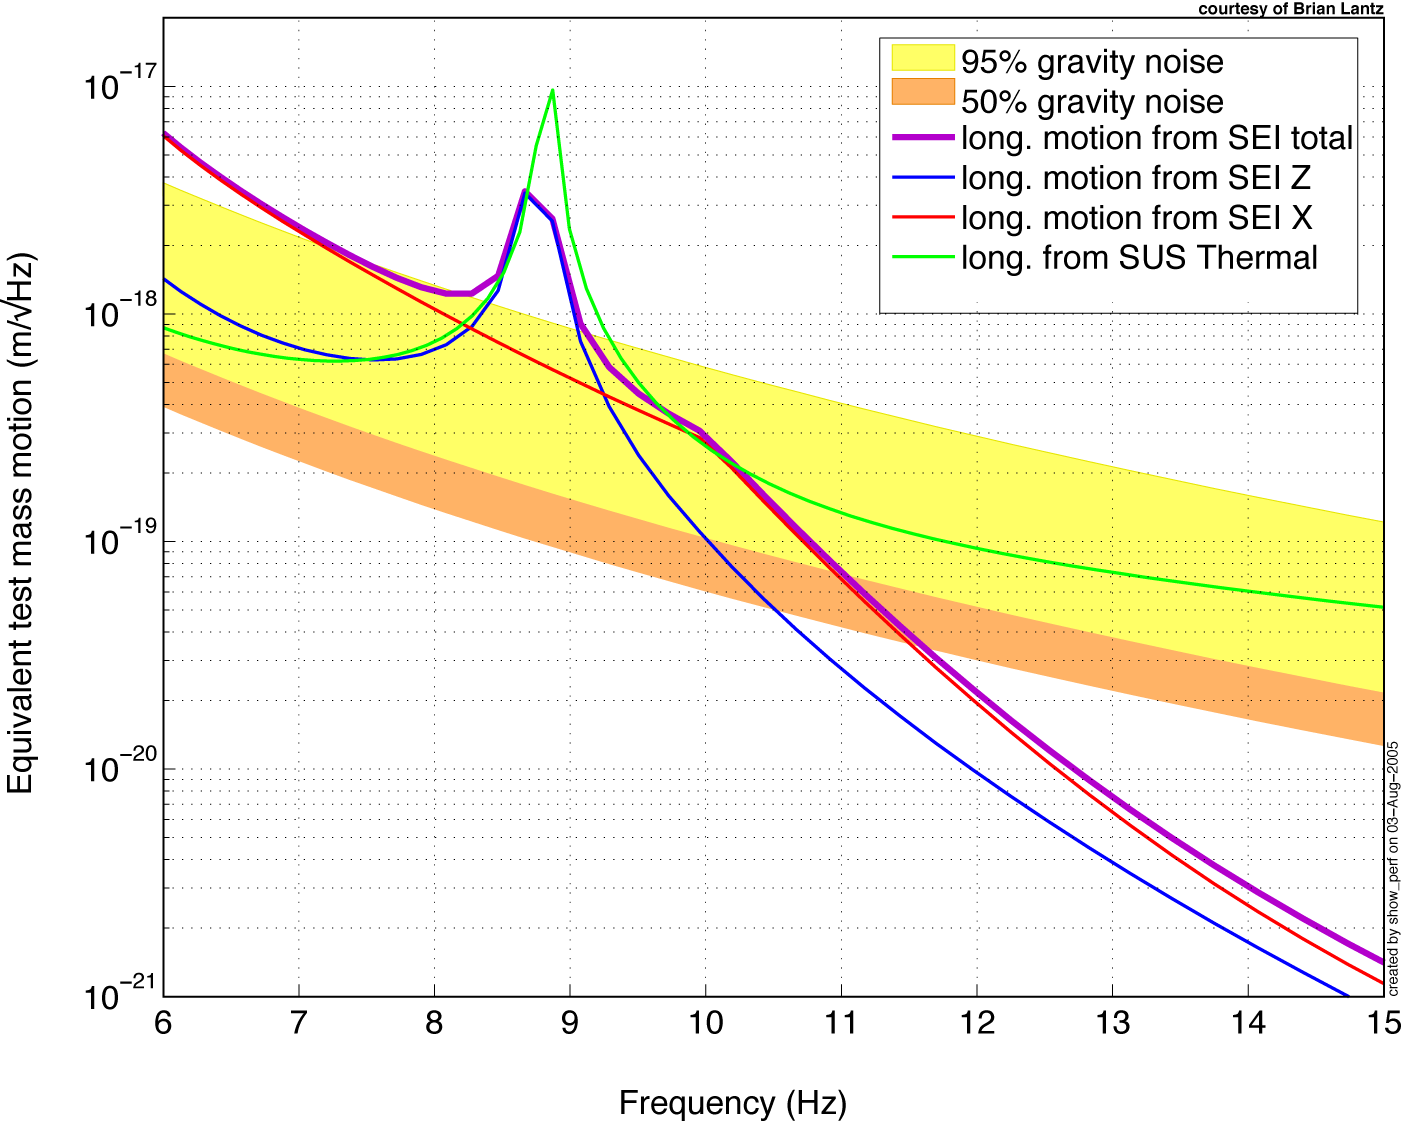 courtesy of Brian Lantz
95% gravity noise
50% gravity noise
long. motion from SEI total
long. motion from SEI Z
long. motion from SEI X
long. from SUS Thermal
Equivalent test mass motion (m/√Hz)
10−17
10−18
10−19
10−20
10−21
6 7 8 9 10 11 12 13 14 15
Frequency (Hz)
created by show_perf on 03−Aug−2005